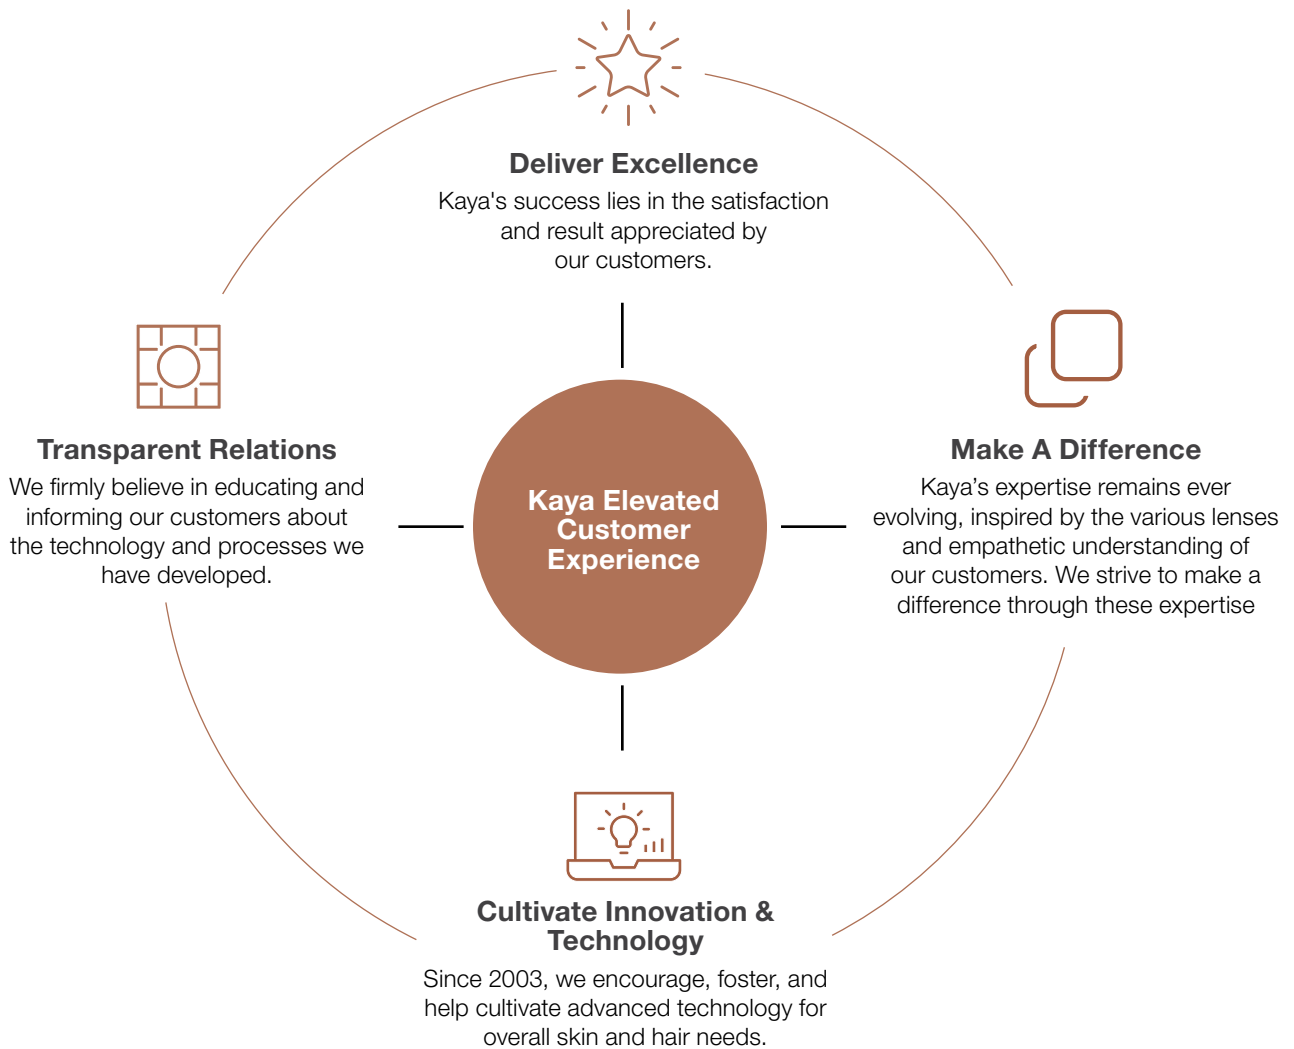 Deliver Excellence
Kaya's success lies in the satisfaction
and result appreciated by
our customers.
Transparent Relations
We firmly believe in educating and
informing our customers about
the technology and processes we
have developed.
Kaya Elevated
Customer
Experience
Make A Difference
Kaya’s expertise remains ever
evolving, inspired by the various lenses
and empathetic understanding of
our customers. We strive to make a
difference through these expertise
Cultivate Innovation &
Technology
Since 2003, we encourage, foster, and
help cultivate advanced technology for
overall skin and hair needs.